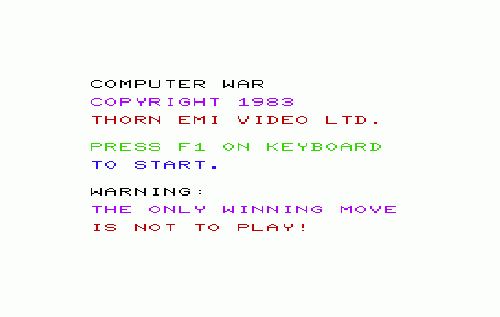 COMPUTER WAR
COPYRIGHT 1983
THORN EMI VIDEO LTD.
PRESS F1 ON KEYBOARD
TO START.
WARNING:
THE ONLY WINNING MOVE
IS NOT TO PLAY!